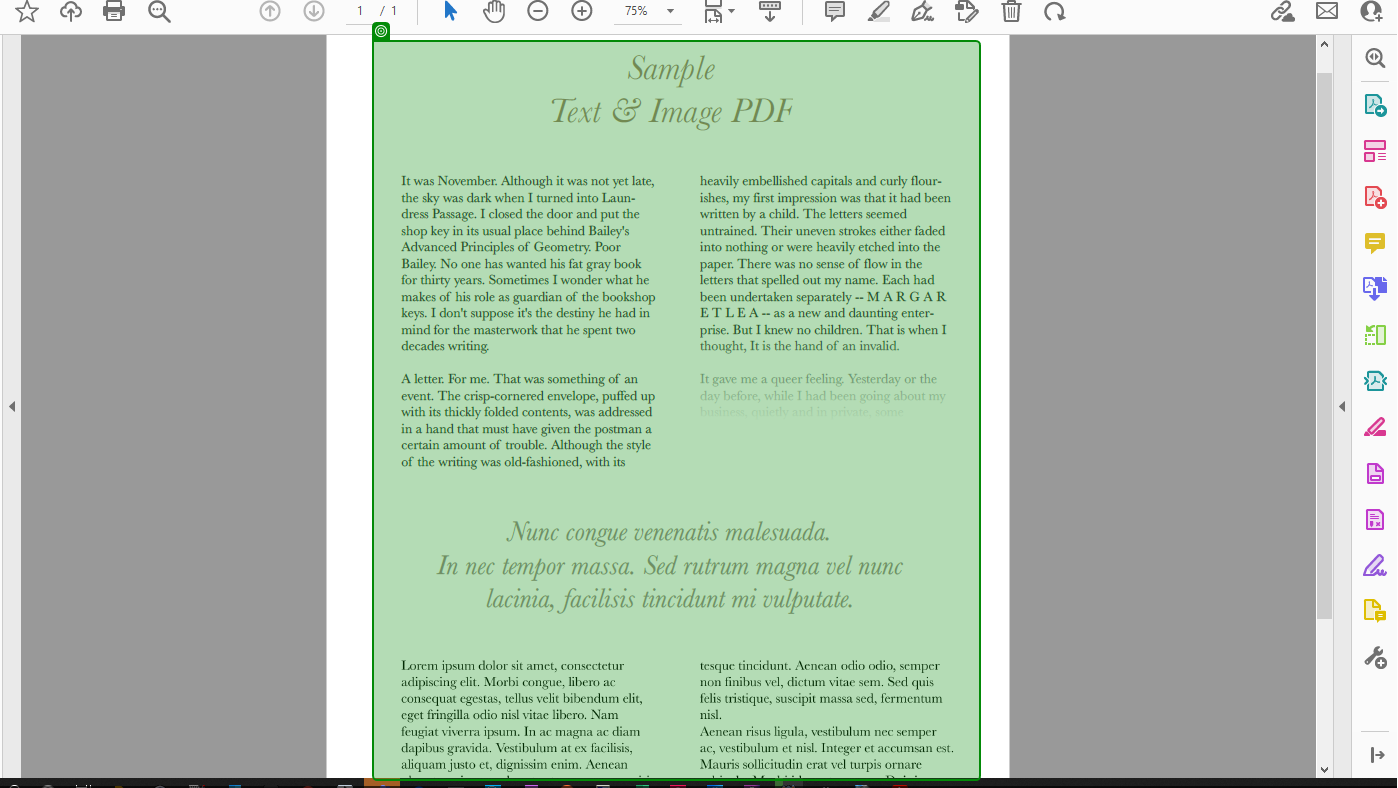 1 / 1
75%
Sample
Text & Image PDF
It was November. Although it was not yet late,
the sky was dark when I turned into Laun-
dress Passage. I closed the door and put the
shop key in its usual place behind Bailey's
Advanced Principles of Geometry. Poor
Bailey. No one has wanted his fat gray book
for thirty years. Sometimes I wonder what he
makes of his role as guardian of the bookshop
keys. I don't suppose it's the destiny he had in
mind for the masterwork that he spent two
decades writing.
A letter. For me. That was something of an
event. The crisp-cornered envelope, puffed up
with its thickly folded contents, was addressed
in a hand that must have given the postman a
certain amount of trouble. Although the style
of the writing was old-fashioned, with its
heavily embellished capitals and curly flour-
ishes, my first impression was that it had been
written by a child. The letters seemed
untrained. Their uneven strokes either faded
into nothing or were heavily etched into the
paper. There was no sense of flow in the
letters that spelled out my name. Each had
been undertaken separately -- M A R G A R
E T L E A -- as a new and daunting enter-
prise. But I knew no children. That is when I
thought, It is the hand of an invalid.
It gave me a queer feeling. Yesterday or the
day before, while I had been going about my
business, quietly and in private, some
Nunc congue venenatis malesuada.
In nec tempor massa. Sed rutrum magna vel nunc
lacinia, facilisis tincidunt mi vulputate.
Lorem ipsum dolor sit amet, consectetur
adipiscing elit. Morbi congue, libero ac
consequat egestas, tellus velit bibendum elit,
eget fringilla odio nisl vitae libero. Nam
feugiat viverra ipsum. In ac magna ac diam
dapibus gravida. Vestibulum at ex facilisis,
aliquam justo et, dignissim enim. Aenean
tesque tincidunt. Aenean odio odio, semper
non finibus vel, dictum vitae sem. Sed quis
felis tristique, suscipit massa sed, fermentum
nisl.
Aenean risus ligula, vestibulum nec semper
ac, vestibulum et nisl. Integer et accumsan est.
Mauris sollicitudin erat vel turpis ornare